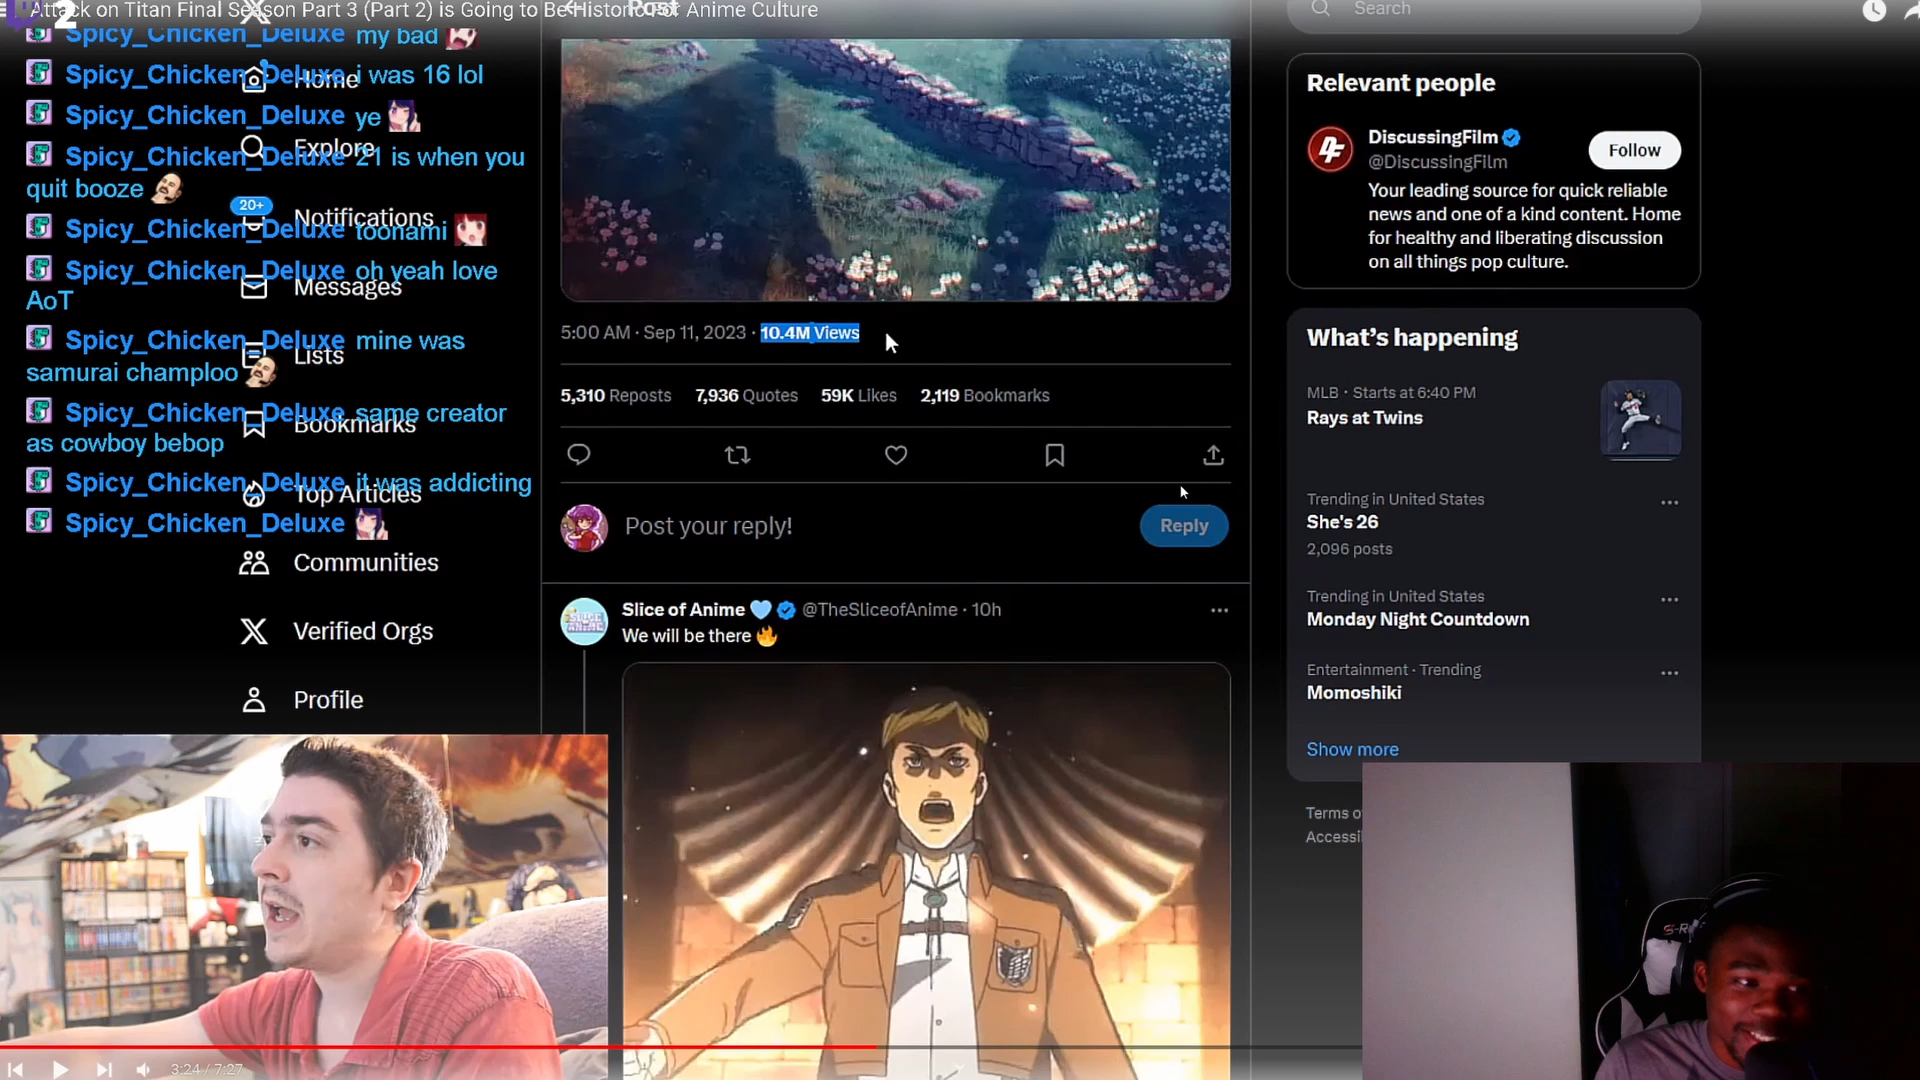 Attack on Titan Final Season Part 3 (Part 2) is Going to Be Historic For Anime Culture
2
Post
Search
Spicy_Chicken_Deluxe my bad
Spicy_Chicken_Deluxe i was 16 lol
Home
Spicy_Chicken_Deluxe ye
Explore
Spicy_Chicken_Deluxe 21 is when you
quit booze
20+
Notifications
Spicy_Chicken_Deluxe toonami
Spicy_Chicken_Deluxe oh yeah love
AoT
Messages
Spicy_Chicken_Deluxe mine was
samurai champloo
Lists
Spicy_Chicken_Deluxe same creator
as cowboy bebop
Bookmarks
Spicy_Chicken_Deluxe it was addicting
Top Articles
Spicy_Chicken_Deluxe
Communities
Verified Orgs
Profile
5:00 AM · Sep 11, 2023 · 10.4M Views
5,310 Reposts 7,936 Quotes 59K Likes 2,119 Bookmarks
Post your reply!
Reply
Slice of Anime @TheSliceofAnime · 10h
We will be there
Relevant people
DiscussingFilm
@DiscussingFilm
Follow
Your leading source for quick reliable
news and one of a kind content. Home
for healthy and liberating discussion
on all things pop culture.
What's happening
MLB · Starts at 6:40 PM
Rays at Twins
Trending in United States
She's 26
2,096 posts
Trending in United States
Monday Night Countdown
Entertainment · Trending
Momoshiki
Show more
Terms o
Accessi
3:24 / 7:27